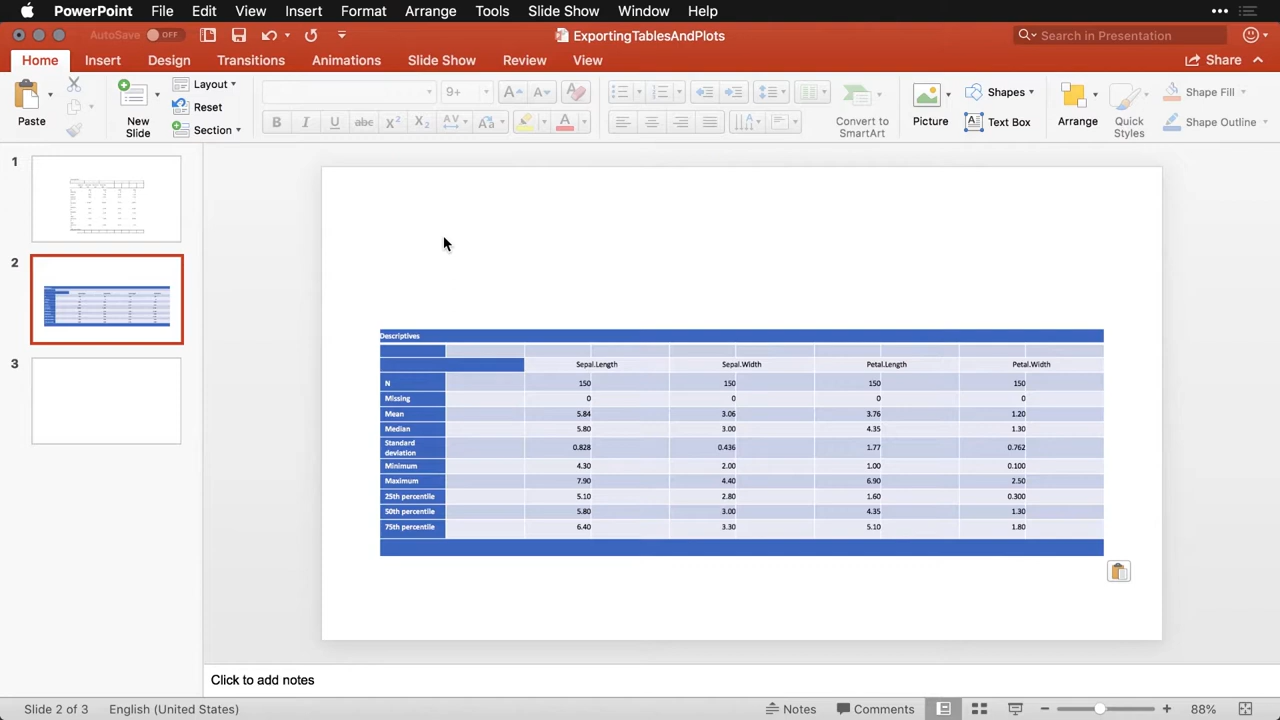 PowerPoint File Edit View Insert Format Arrange Tools Slide Show Window Help
AutoSave OFF ExportingTablesAndPlots Search in Presentation
Home Insert Design Transitions Animations Slide Show Review View Share
Paste New Slide Layout Reset Section 9+ Convert to SmartArt Picture Shapes Text Box Arrange Quick Styles Shape Fill Shape Outline
1
2
3
Descriptives
Sepal.Length Sepal.Width Petal.Length Petal.Width
N 150 150 150 150
Missing 0 0 0 0
Mean 5.84 3.06 3.76 1.20
Median 5.80 3.00 4.35 1.30
Standard deviation 0.828 0.436 1.77 0.762
Minimum 4.30 2.00 1.00 0.100
Maximum 7.90 4.40 6.90 2.50
25th percentile 5.10 2.80 1.60 0.300
50th percentile 5.80 3.00 4.35 1.30
75th percentile 6.40 3.30 5.10 1.80
Click to add notes
Slide 2 of 3 English (United States) Notes Comments 88%